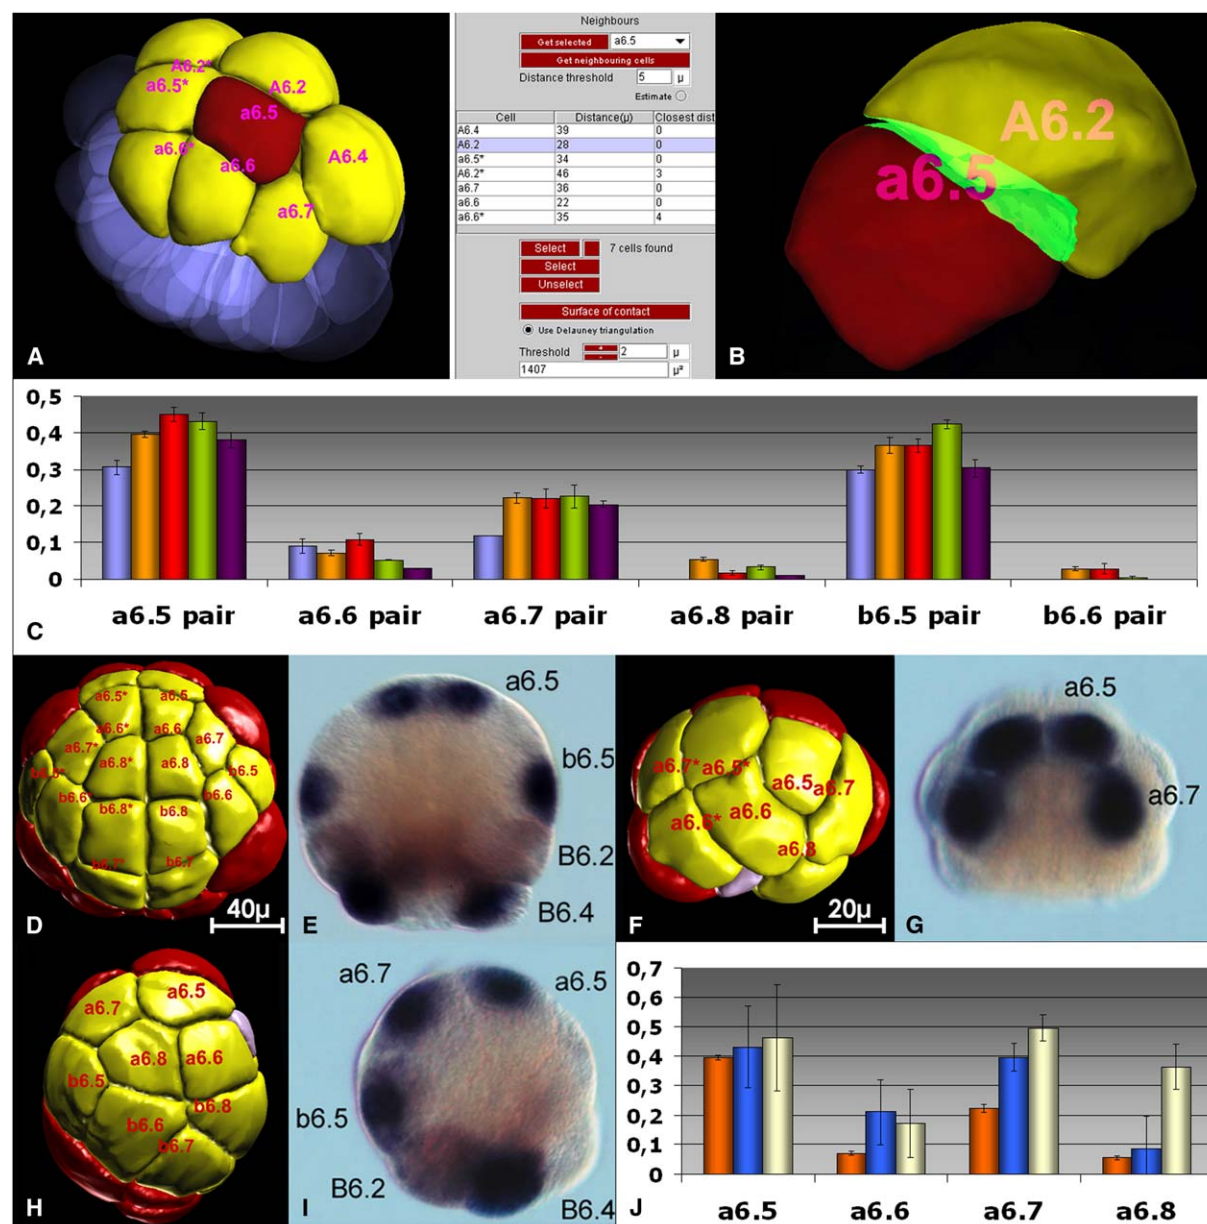 A6.2*
a6.5*
A6.2
a6.5
a6.6*
a6.6
A6.4
a6.7
A
Neighbours
Get selected a6.5
Get neighbouring cells
Distance threshold 5 µ
Estimate
Cell Distance(µ) Closest dist
A6.4 39 0
A6.2 28 0
a6.5* 34 0
A6.2* 46 3
a6.7 36 0
a6.6 22 0
a6.6* 35 4
Select 7 cells found
Select
Unselect
Surface of contact
Use Delauney triangulation
Threshold + - 2 µ
1407 µ²
A6.2
a6.5
B
0,5
0,4
0,3
0,2
0,1
0
a6.5 pair a6.6 pair a6.7 pair a6.8 pair b6.5 pair b6.6 pair
C
a6.5* a6.5
a6.6* a6.6
a6.7* a6.7
a6.8* a6.8
b6.5* b6.5
b6.6* b6.6
b6.8* b6.8
b6.7* b6.7
40µ
D
a6.5
b6.5
B6.2
B6.4
E
a6.7* a6.5* a6.5 a6.7
a6.6* a6.6
a6.8
20µ
F
a6.5
a6.7
G
a6.5
a6.7
a6.8 a6.6
b6.5
b6.8
b6.6
b6.7
H
a6.7 a6.5
b6.5
B6.2
B6.4
I
0,7
0,6
0,5
0,4
0,3
0,2
0,1
0
a6.5 a6.6 a6.7 a6.8
J